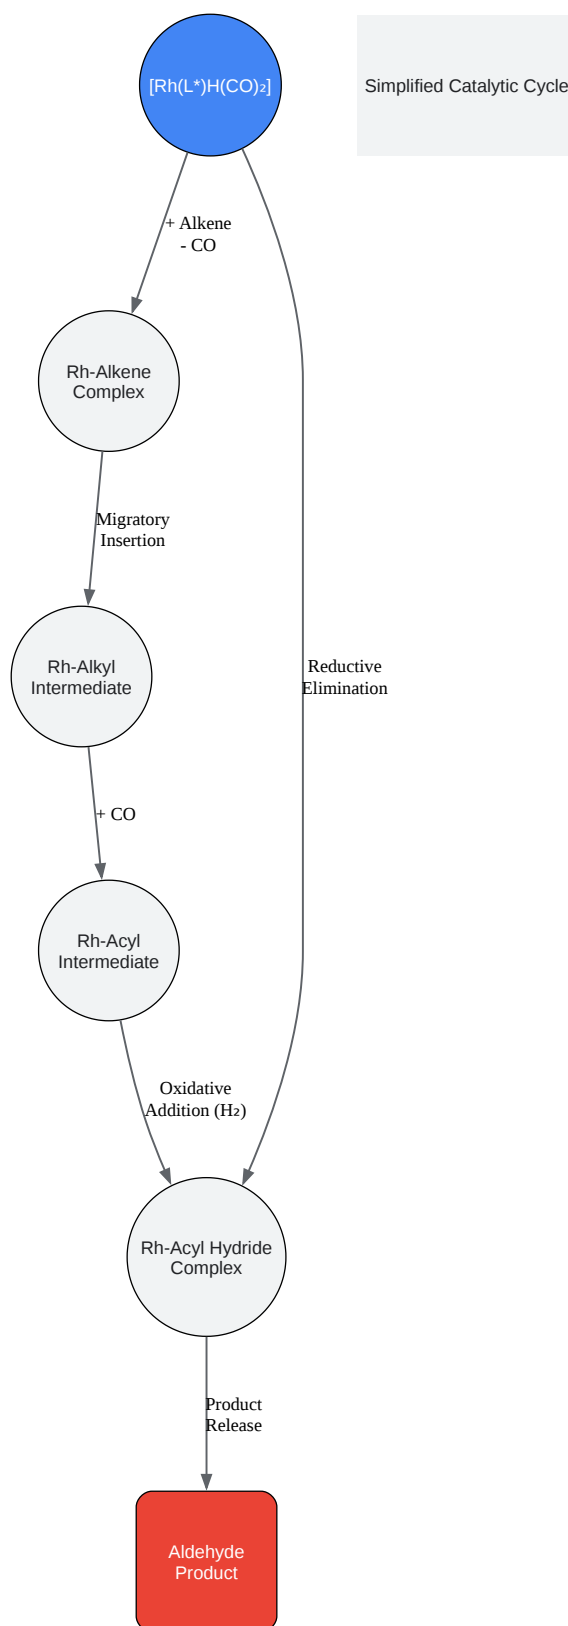 [Rh(L*)H(CO)₂]
Simplified Catalytic Cycle
+ Alkene
- CO
Rh-Alkene
Complex
Migratory
Insertion
Rh-Alkyl
Intermediate
Reductive
Elimination
+ CO
Rh-Acyl
Intermediate
Oxidative
Addition (H₂)
Rh-Acyl Hydride
Complex
Product
Release
Aldehyde
Product